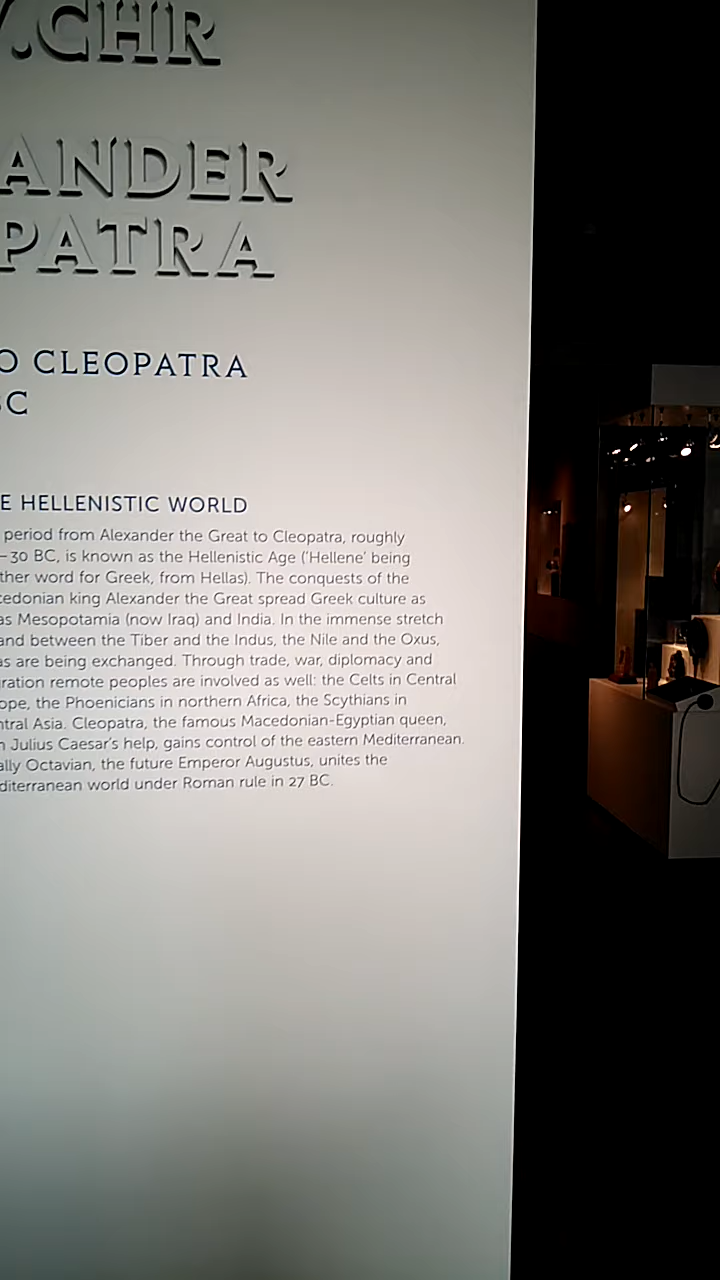 .CHR
ANDER
PATRA
O CLEOPATRA
BC
E HELLENISTIC WORLD
period from Alexander the Great to Cleopatra, roughly
–30 BC, is known as the Hellenistic Age ('Hellene' being
ther word for Greek, from Hellas). The conquests of the
cedonian king Alexander the Great spread Greek culture as
as Mesopotamia (now Iraq) and India. In the immense stretch
and between the Tiber and the Indus, the Nile and the Oxus,
as are being exchanged. Through trade, war, diplomacy and
gration remote peoples are involved as well: the Celts in Central
ope, the Phoenicians in northern Africa, the Scythians in
ntral Asia. Cleopatra, the famous Macedonian-Egyptian queen,
h Julius Caesar's help, gains control of the eastern Mediterranean.
ally Octavian, the future Emperor Augustus, unites the
diterranean world under Roman rule in 27 BC.